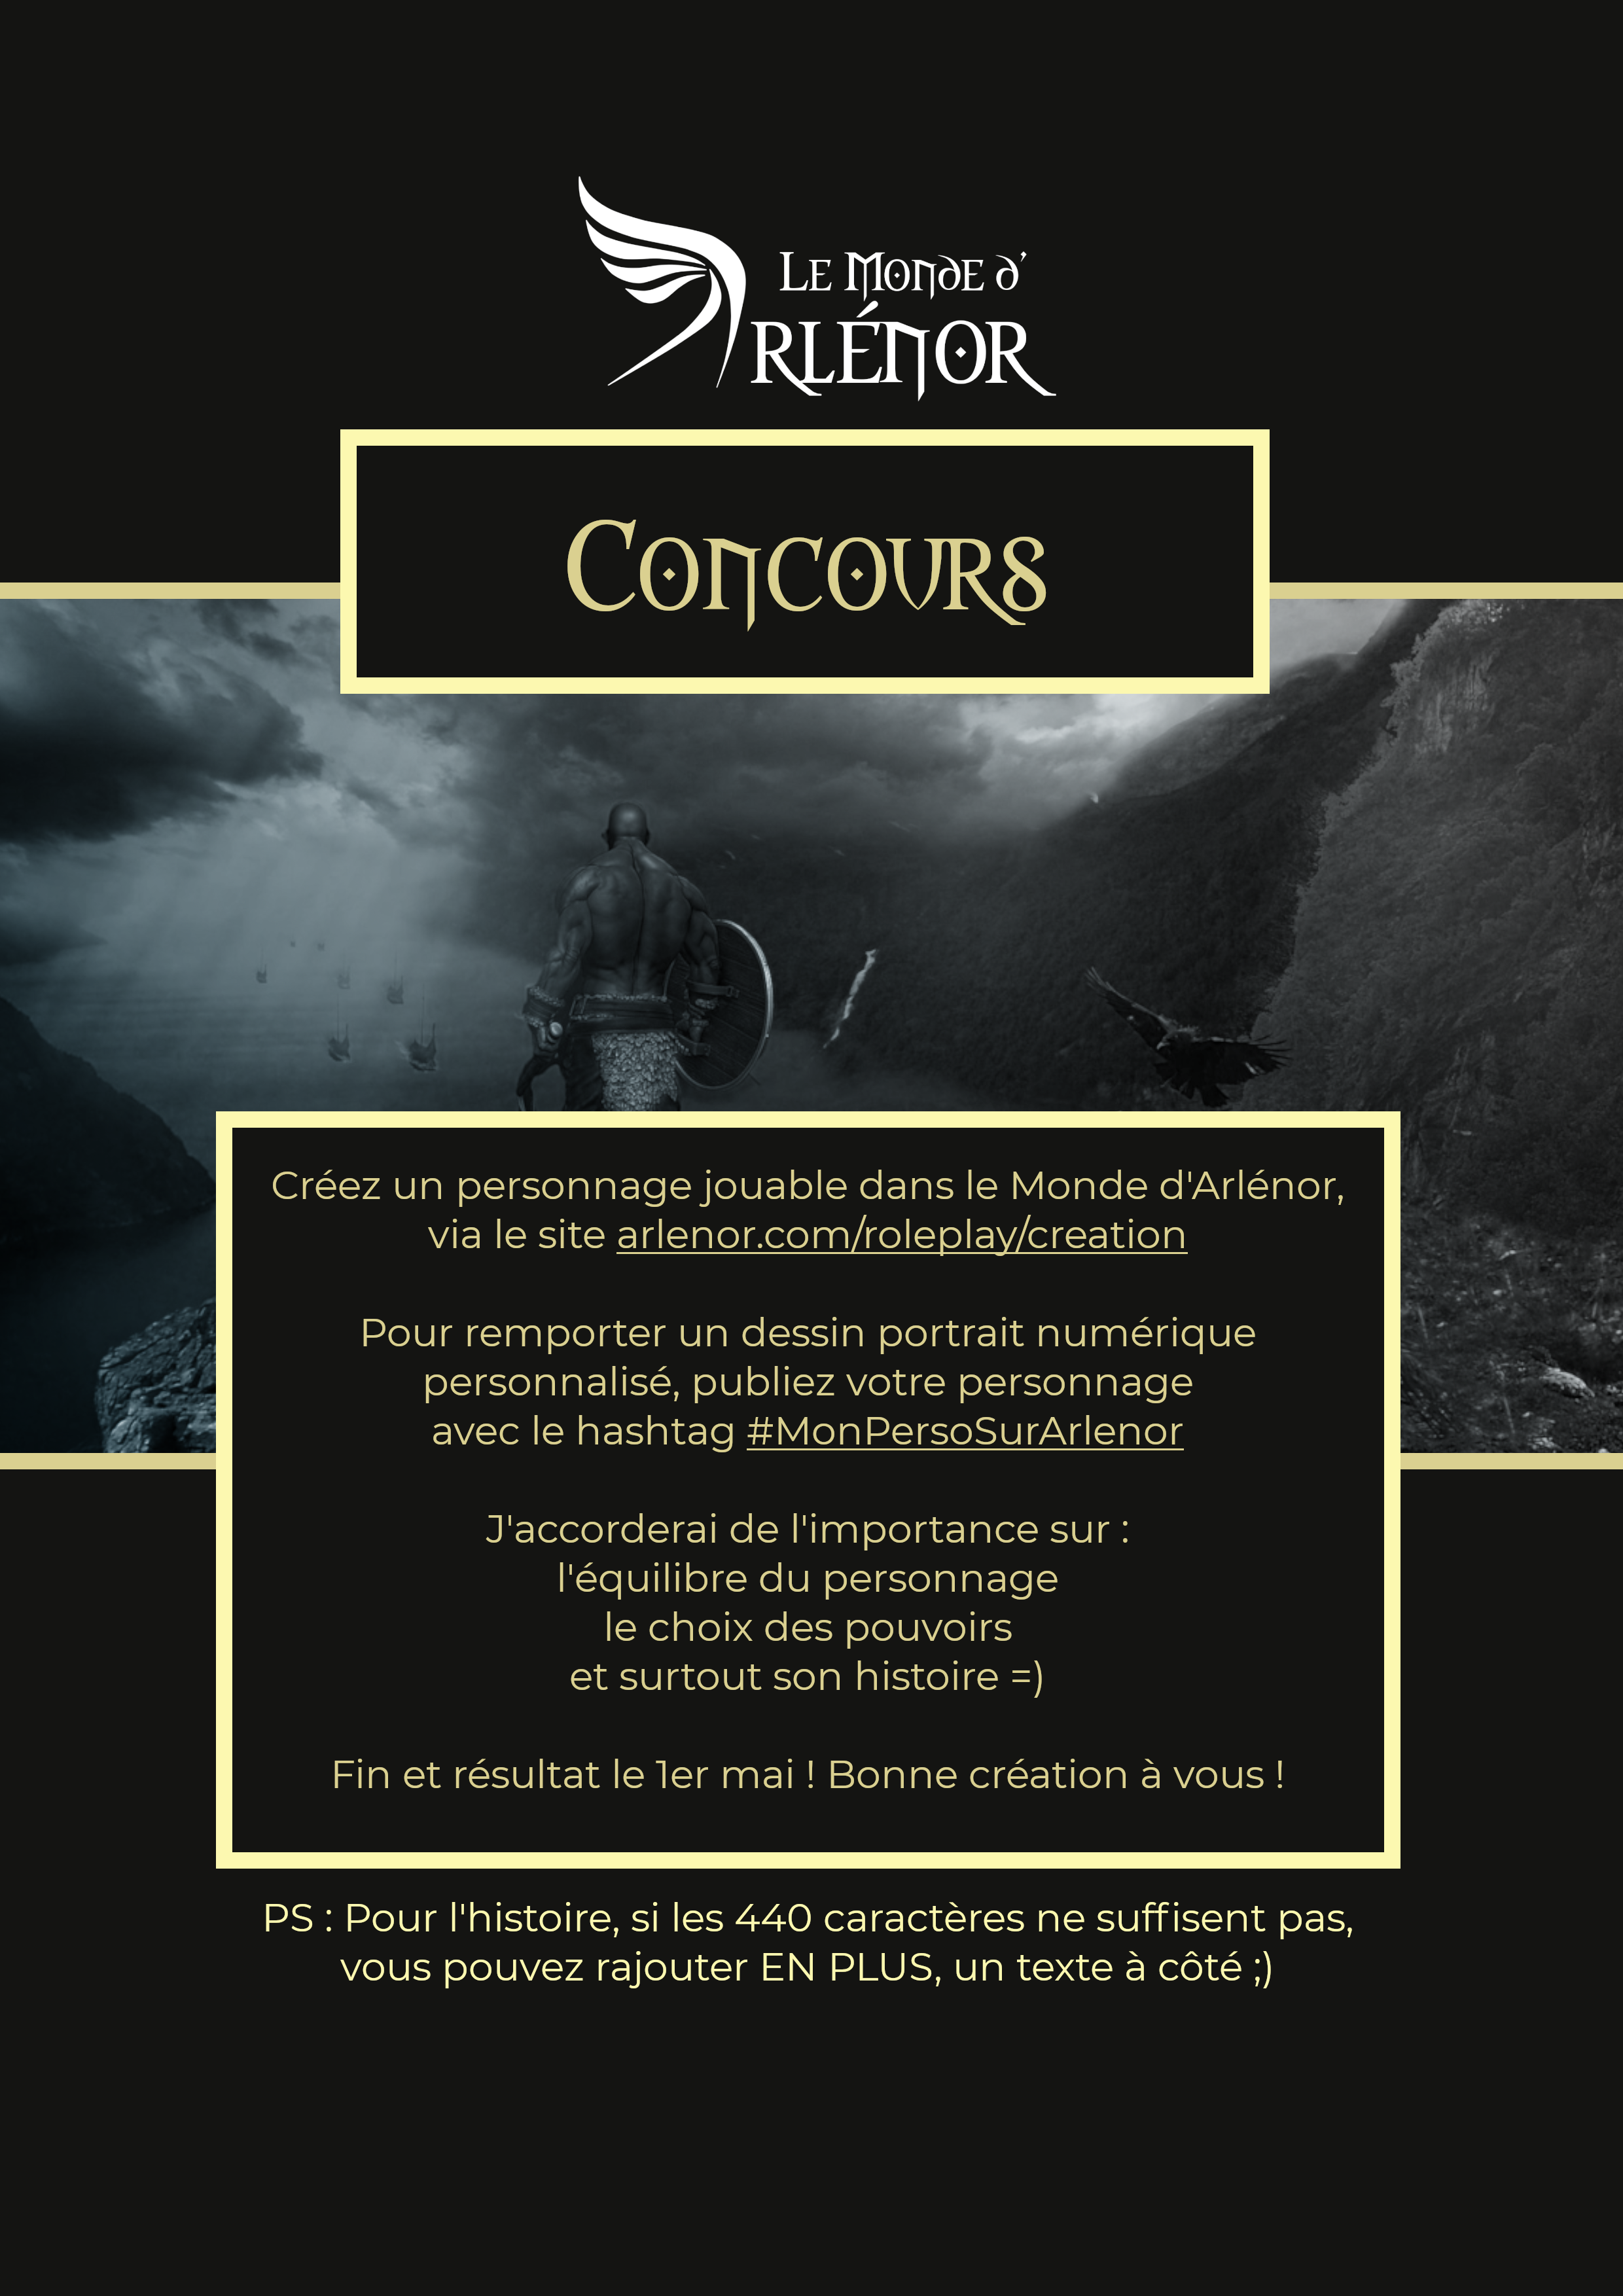 Le Monde d'
Arlénor
Concours
Créez un personnage jouable dans le Monde d'Arlénor,
via le site arlenor.com/roleplay/creation
Pour remporter un dessin portrait numérique
personnalisé, publiez votre personnage
avec le hashtag #MonPersoSurArlenor
J'accorderai de l'importance sur :
l'équilibre du personnage
le choix des pouvoirs
et surtout son histoire =)
Fin et résultat le 1er mai ! Bonne création à vous !
PS : Pour l'histoire, si les 440 caractères ne suffisent pas,
vous pouvez rajouter EN PLUS, un texte à côté ;)